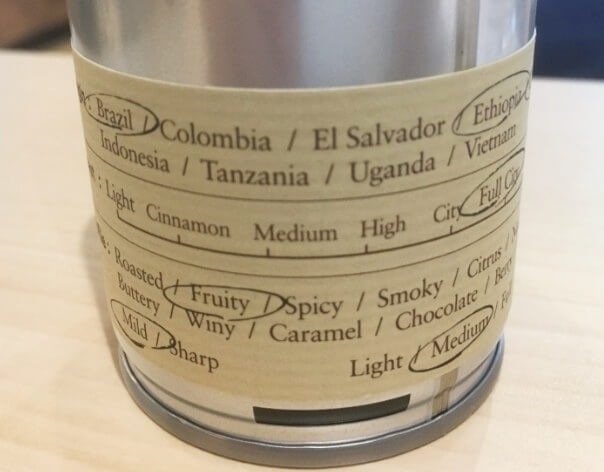 Brazil / Colombia / El Salvador / Ethiopia
Indonesia / Tanzania / Uganda / Vietnam
Light Cinnamon Medium High City Full City
Roasted / Fruity / Spicy / Smoky / Citrus /
Buttery / Winy / Caramel / Chocolate /
Mild / Sharp Light / Medium /